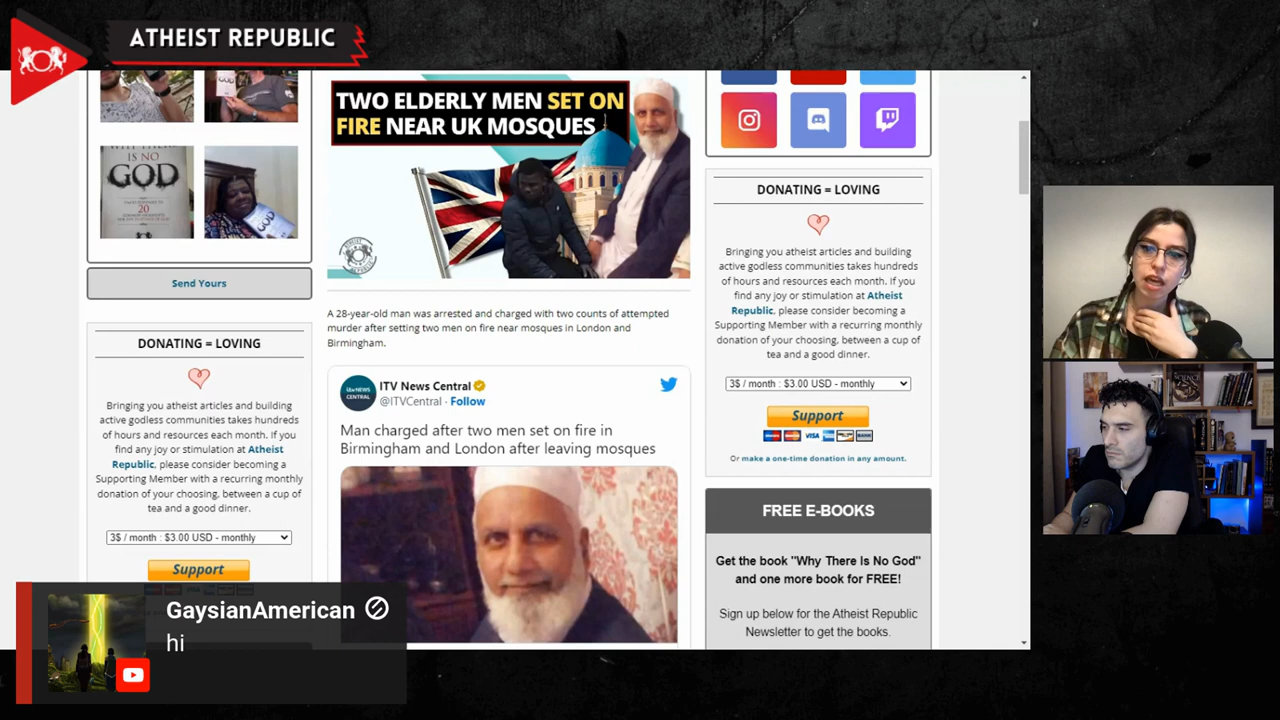 ATHEIST REPUBLIC
IS NO
GOD
GOD
Send Yours
DONATING = LOVING
Bringing you atheist articles and building
active godless communities takes hundreds
of hours and resources each month. If you
find any joy or stimulation at Atheist
Republic, please consider becoming a
Supporting Member with a recurring monthly
donation of your choosing, between a cup of
tea and a good dinner.
3$ / month : $3.00 USD - monthly
Support
TWO ELDERLY MEN SET ON
FIRE NEAR UK MOSQUES
A 28-year-old man was arrested and charged with two counts of attempted
murder after setting two men on fire near mosques in London and
Birmingham.
ITV NEWS
CENTRAL
ITV News Central
@ITVCentral · Follow
Man charged after two men set on fire in
Birmingham and London after leaving mosques
DONATING = LOVING
Bringing you atheist articles and building
active godless communities takes hundreds
of hours and resources each month. If you
find any joy or stimulation at Atheist
Republic, please consider becoming a
Supporting Member with a recurring monthly
donation of your choosing, between a cup of
tea and a good dinner.
3$ / month : $3.00 USD - monthly
Support
VISA
BANK
Or make a one-time donation in any amount.
FREE E-BOOKS
Get the book "Why There Is No God"
and one more book for FREE!
Sign up below for the Atheist Republic
Newsletter to get the books.
SCIENCE
GaysianAmerican
hi